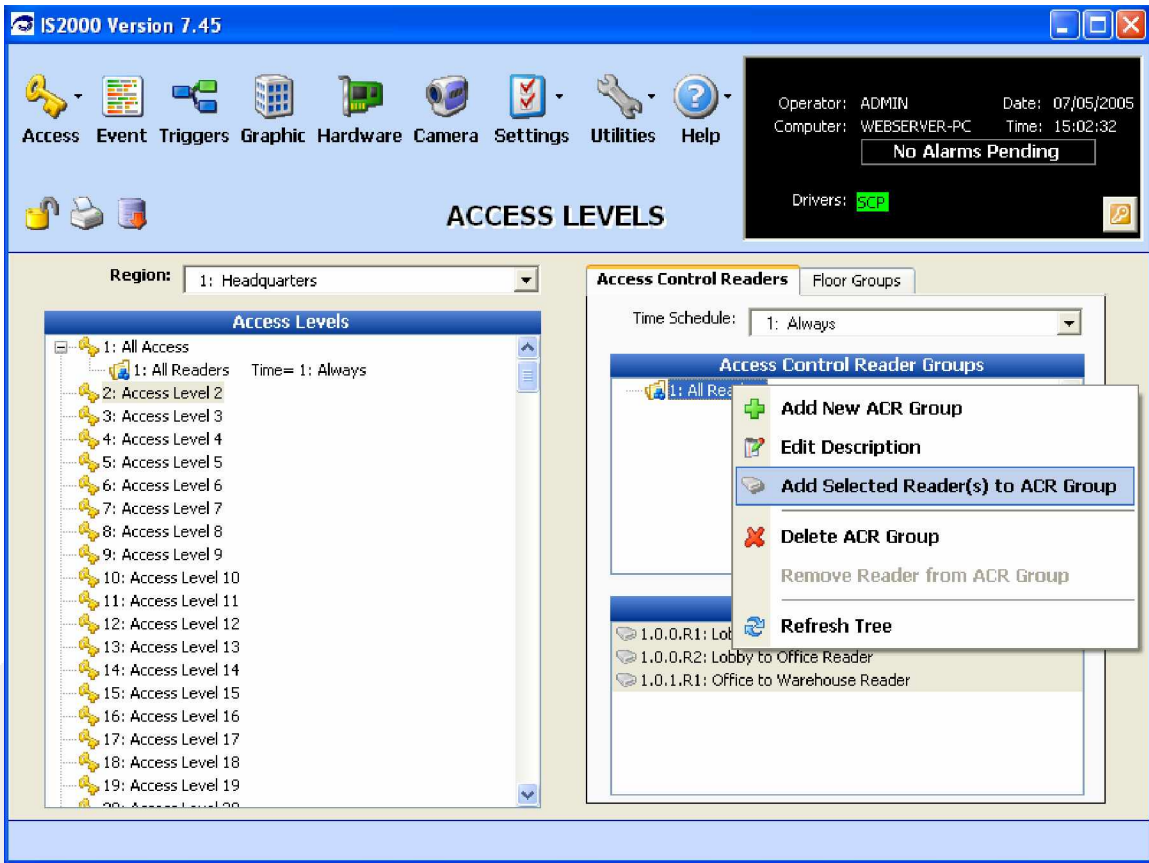 IS2000 Version 7.45
Access Event Triggers Graphic Hardware Camera Settings Utilities Help
Operator: ADMIN Date: 07/05/2005
Computer: WEBSERVER-PC Time: 15:02:32
No Alarms Pending
Drivers: SCP
ACCESS LEVELS
Region: 1: Headquarters
Access Levels
1: All Access
1: All Readers Time= 1: Always
2: Access Level 2
3: Access Level 3
4: Access Level 4
5: Access Level 5
6: Access Level 6
7: Access Level 7
8: Access Level 8
9: Access Level 9
10: Access Level 10
11: Access Level 11
12: Access Level 12
13: Access Level 13
14: Access Level 14
15: Access Level 15
16: Access Level 16
17: Access Level 17
18: Access Level 18
19: Access Level 19
Access Control Readers Floor Groups
Time Schedule: 1: Always
Access Control Reader Groups
1: All
Add New ACR Group
Edit Description
Add Selected Reader(s) to ACR Group
Delete ACR Group
Remove Reader from ACR Group
Refresh Tree
1.0.0.R1:
1.0.0.R2: Lobby to Office Reader
1.0.1.R1: Office to Warehouse Reader